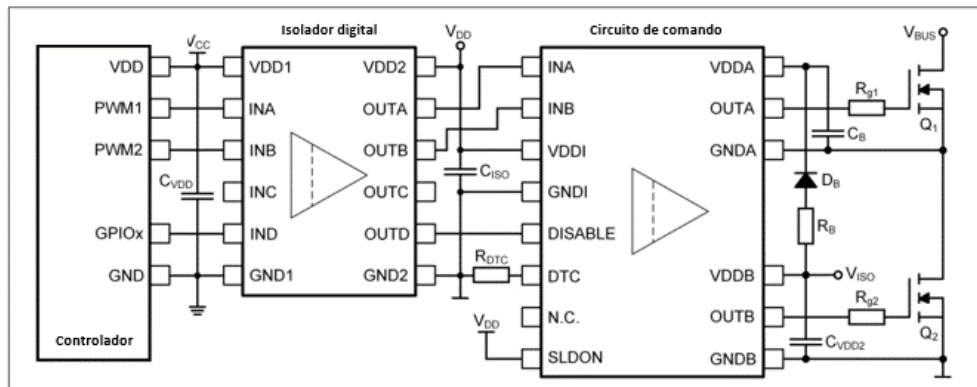 Isolador digital
Circuito de comando
VCC
VDD
VBUS
VDD
PWM1
PWM2
GPIOx
GND
Controlador
CVDD
VDD1
INA
INB
INC
IND
GND1
VDD2
OUTA
OUTB
OUTC
OUTD
GND2
CISO
RDTC
VDD
INA
INB
VDDI
GNDI
DISABLE
DTC
N.C.
SLDON
VDDA
OUTA
GNDA
VDDB
OUTB
GNDB
Rg1
Q1
CB
DB
RB
VISO
Rg2
Q2
CVDD2